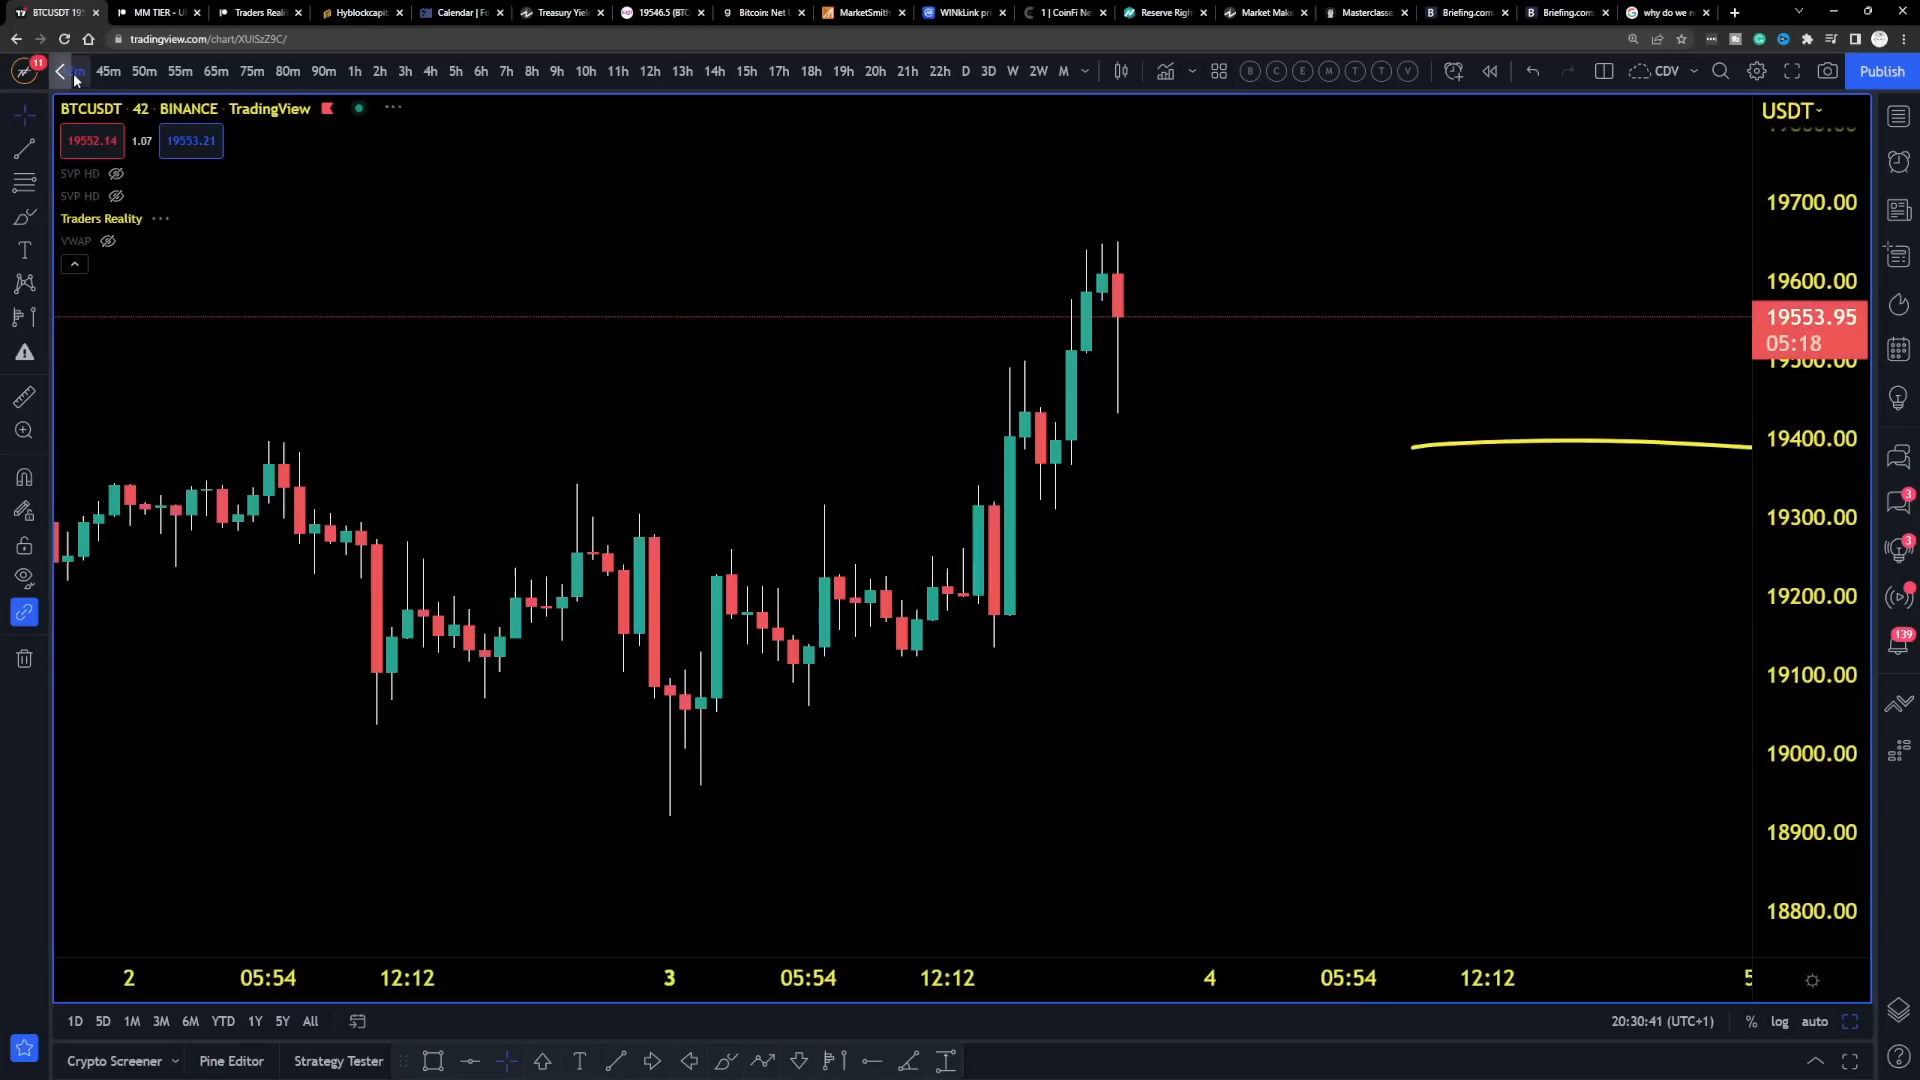 BTCUSDT 19
MM TIER - U
Traders Realit
Hyblockcapit
Calendar | Fo
Treasury Yiel
19546.5 (BTC
Bitcoin: Net U
MarketSmith
WINkLink pri
1 | CoinFi Ne
Reserve Righ
Market Make
Masterclasse
Briefing.com
Briefing.com
why do we n
tradingview.com/chart/XUISzZ9C/
11
45m 50m 55m 65m 75m 80m 90m 1h 2h 3h 4h 5h 6h 7h 8h 9h 10h 11h 12h 13h 14h 15h 17h 18h 19h 20h 21h 22h D 3D W 2W M
B C E M T T V
CDV
Publish
BTCUSDT · 42 · BINANCE · TradingView
USDT
19552.14 1.07 19553.21
SVP HD
SVP HD
Traders Reality
VWAP
19700.00
19600.00
19553.95
05:18
19500.00
19400.00
19300.00
19200.00
19100.00
19000.00
18900.00
18800.00
3
3
139
2 05:54 12:12 3 05:54 12:12 4 05:54 12:12 5
1D 5D 1M 3M 6M YTD 1Y 5Y All
20:30:41 (UTC+1) % log auto
Crypto Screener Pine Editor Strategy Tester